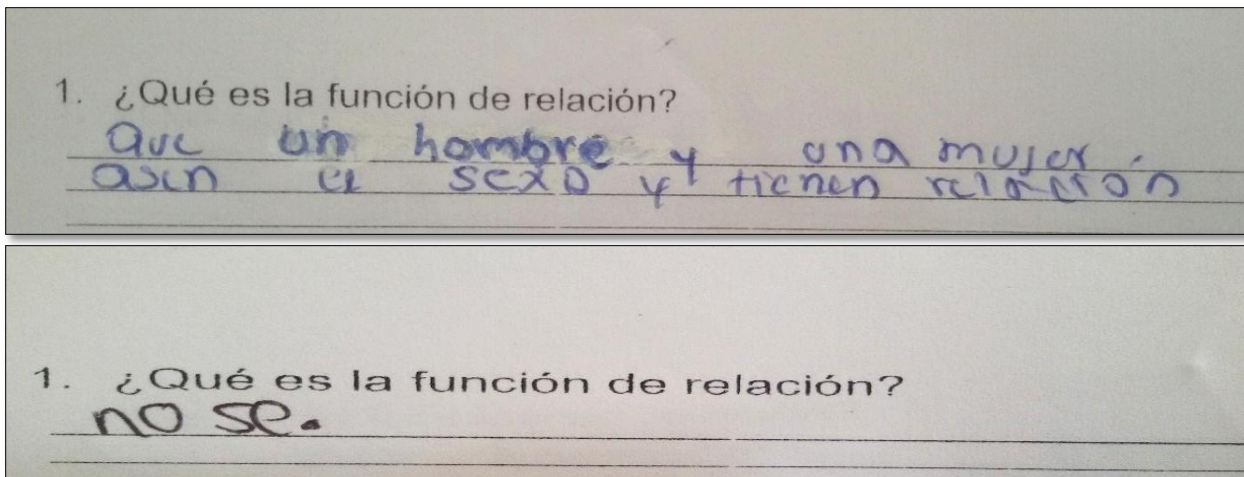 1. ¿Qué es la función de relación?
Que un hombre y una mujer
asen el sexo y tienen relación
1. ¿Qué es la función de relación?
no se.